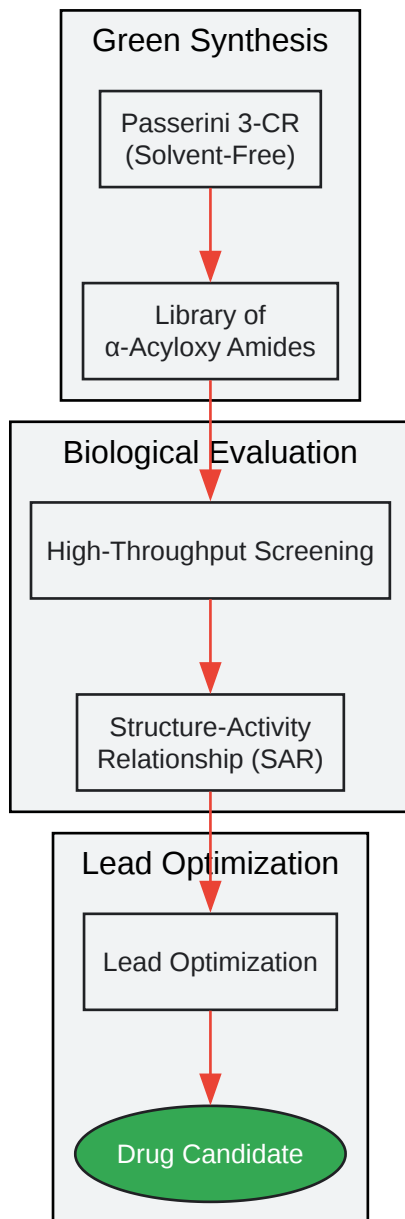 Green Synthesis
Passerini 3-CR
(Solvent-Free)
Library of
α-Acyloxy Amides
Biological Evaluation
High-Throughput Screening
Structure-Activity
Relationship (SAR)
Lead Optimization
Lead Optimization
Drug Candidate